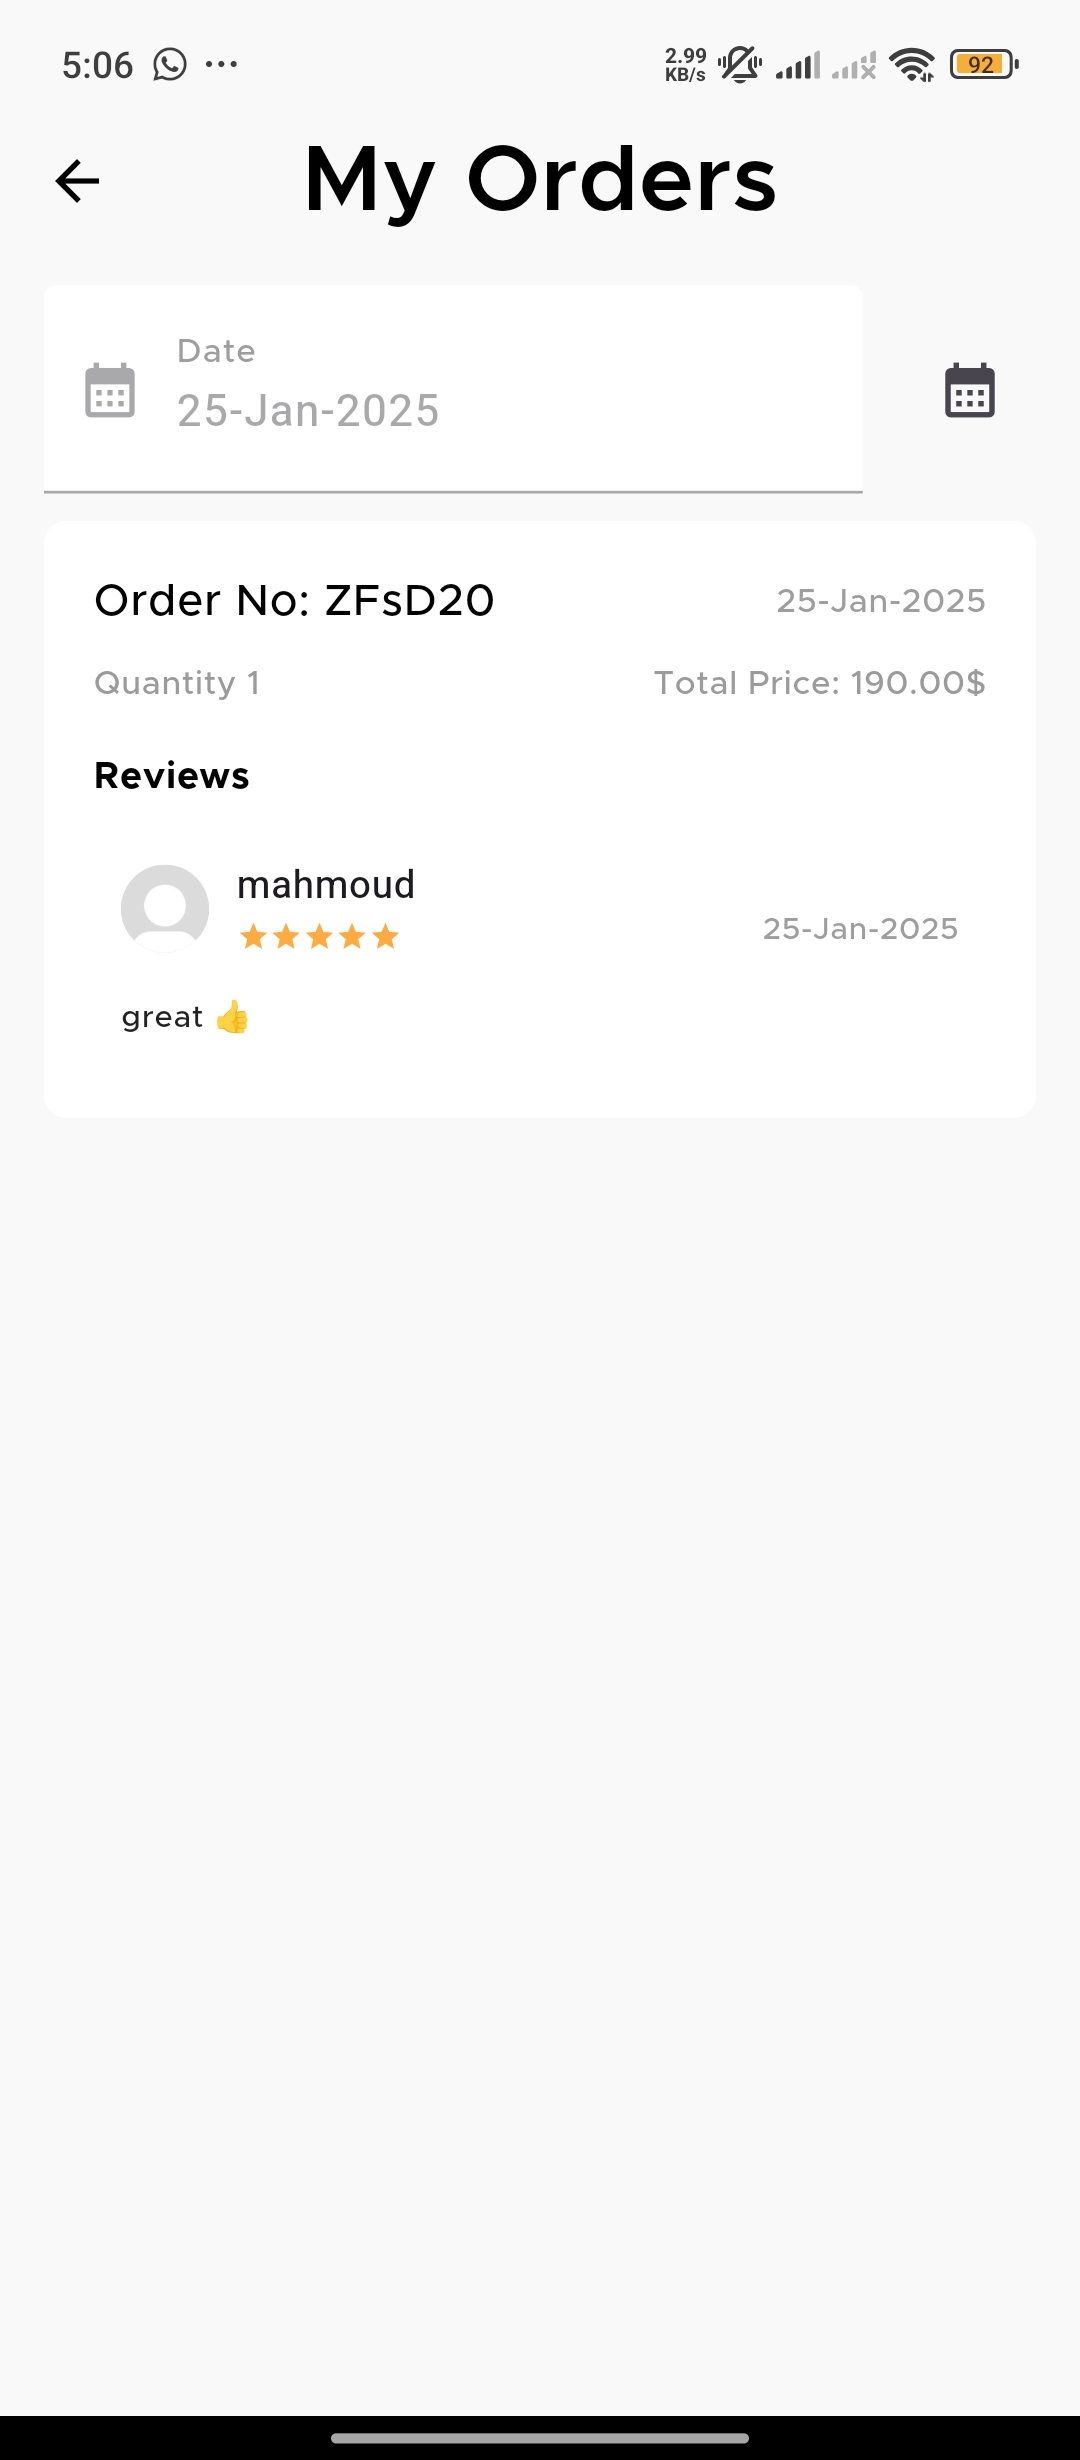 5:06 2.99 KB/s 92
My Orders
Date
25-Jan-2025
Order No: ZFsD20 25-Jan-2025
Quantity 1 Total Price: 190.00$
Reviews
mahmoud
25-Jan-2025
great 👍